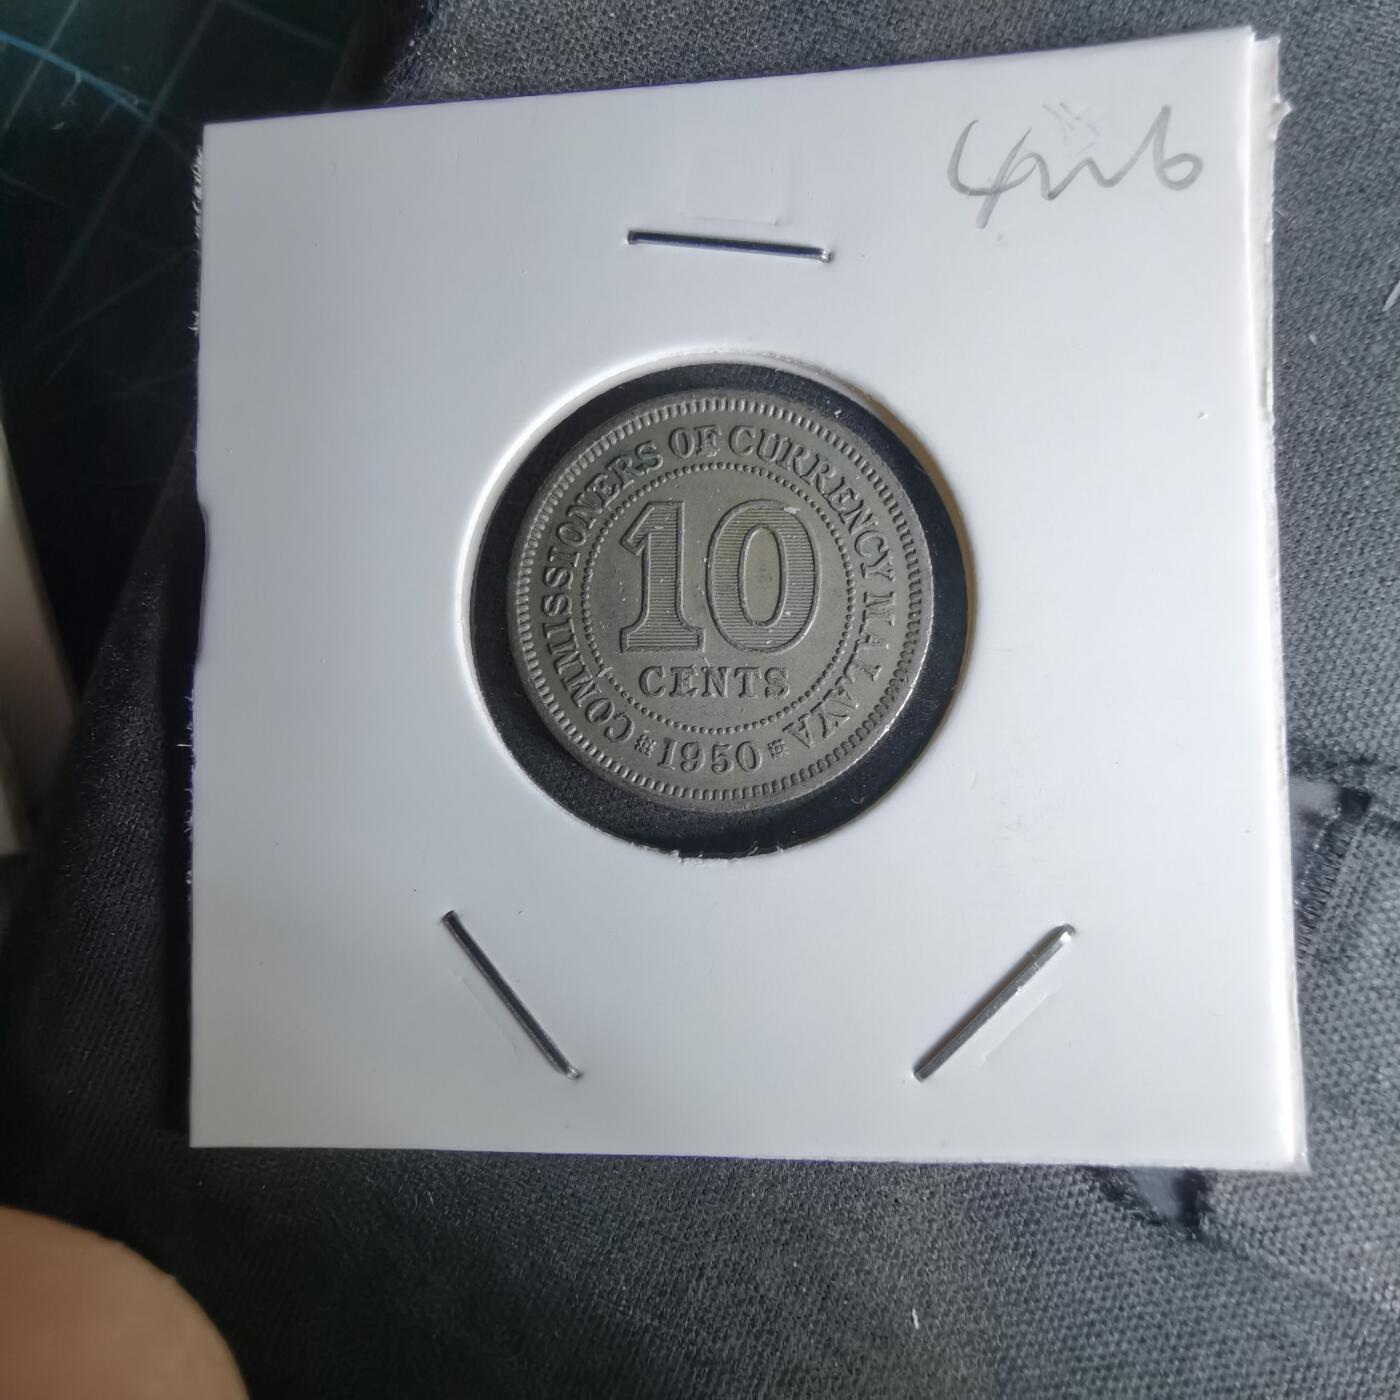 COMMISSIONERS OF CURRENCY MALAYA
10
CENTS
1950